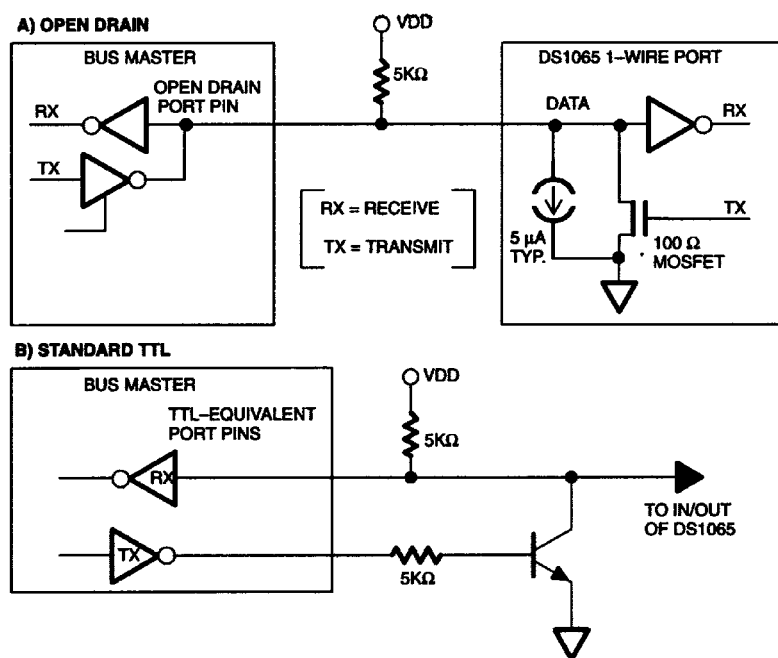 A) OPEN DRAIN
BUS MASTER
RX
OPEN DRAIN
PORT PIN
TX
VDD
5KΩ
RX = RECEIVE
TX = TRANSMIT
DS1065 1–WIRE PORT
DATA
RX
TX
5 µA
TYP.
100 Ω
MOSFET
B) STANDARD TTL
BUS MASTER
TTL–EQUIVALENT
PORT PINS
RX
TX
VDD
5KΩ
5KΩ
TO IN/OUT
OF DS1065